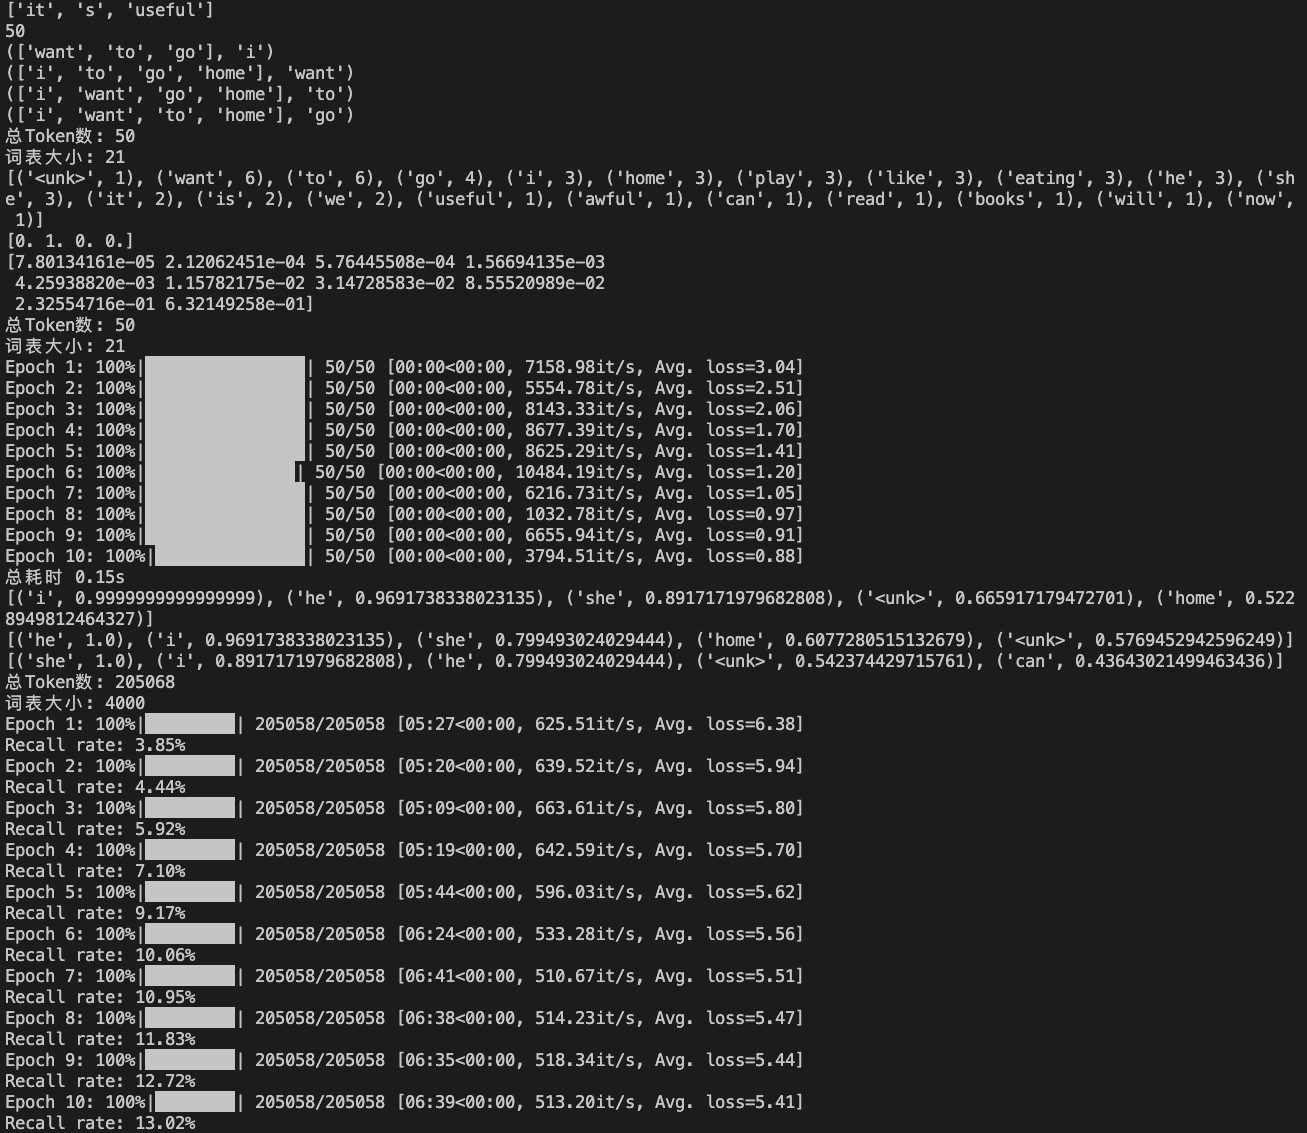 ['it', 's', 'useful']
50
(['want', 'to', 'go'], 'i')
(['i', 'to', 'go', 'home'], 'want')
(['i', 'want', 'go', 'home'], 'to')
(['i', 'want', 'to', 'home'], 'go')
总Token数: 50
词表大小: 21
[('<unk>', 1), ('want', 6), ('to', 6), ('go', 4), ('i', 3), ('home', 3), ('play', 3), ('like', 3), ('eating', 3), ('he', 3), ('sh
e', 3), ('it', 2), ('is', 2), ('we', 2), ('useful', 1), ('awful', 1), ('can', 1), ('read', 1), ('books', 1), ('will', 1), ('now',
 1)]
[0. 1. 0. 0.]
[7.80134161e-05 2.12062451e-04 5.76445508e-04 1.56694135e-03
 4.25938820e-03 1.15782175e-02 3.14728583e-02 8.55520989e-02
 2.32554716e-01 6.32149258e-01]
总Token数: 50
词表大小: 21
Epoch 1: 100%|          | 50/50 [00:00<00:00, 7158.98it/s, Avg. loss=3.04]
Epoch 2: 100%|          | 50/50 [00:00<00:00, 5554.78it/s, Avg. loss=2.51]
Epoch 3: 100%|          | 50/50 [00:00<00:00, 8143.33it/s, Avg. loss=2.06]
Epoch 4: 100%|          | 50/50 [00:00<00:00, 8677.39it/s, Avg. loss=1.70]
Epoch 5: 100%|          | 50/50 [00:00<00:00, 8625.29it/s, Avg. loss=1.41]
Epoch 6: 100%|          | 50/50 [00:00<00:00, 10484.19it/s, Avg. loss=1.20]
Epoch 7: 100%|          | 50/50 [00:00<00:00, 6216.73it/s, Avg. loss=1.05]
Epoch 8: 100%|          | 50/50 [00:00<00:00, 1032.78it/s, Avg. loss=0.97]
Epoch 9: 100%|          | 50/50 [00:00<00:00, 6655.94it/s, Avg. loss=0.91]
Epoch 10: 100%|          | 50/50 [00:00<00:00, 3794.51it/s, Avg. loss=0.88]
总耗时 0.15s
[('i', 0.9999999999999999), ('he', 0.9691738338023135), ('she', 0.8917171979682808), ('<unk>', 0.665917179472701), ('home', 0.522
8949812464327)]
[('he', 1.0), ('i', 0.9691738338023135), ('she', 0.799493024029444), ('home', 0.6077280515132679), ('<unk>', 0.5769452942596249)]
[('she', 1.0), ('i', 0.8917171979682808), ('he', 0.799493024029444), ('<unk>', 0.542374429715761), ('can', 0.43643021499463436)]
总Token数: 205068
词表大小: 4000
Epoch 1: 100%|          | 205058/205058 [05:27<00:00, 625.51it/s, Avg. loss=6.38]
Recall rate: 3.85%
Epoch 2: 100%|          | 205058/205058 [05:20<00:00, 639.52it/s, Avg. loss=5.94]
Recall rate: 4.44%
Epoch 3: 100%|          | 205058/205058 [05:09<00:00, 663.61it/s, Avg. loss=5.80]
Recall rate: 5.92%
Epoch 4: 100%|          | 205058/205058 [05:19<00:00, 642.59it/s, Avg. loss=5.70]
Recall rate: 7.10%
Epoch 5: 100%|          | 205058/205058 [05:44<00:00, 596.03it/s, Avg. loss=5.62]
Recall rate: 9.17%
Epoch 6: 100%|          | 205058/205058 [06:24<00:00, 533.28it/s, Avg. loss=5.56]
Recall rate: 10.06%
Epoch 7: 100%|          | 205058/205058 [06:41<00:00, 510.67it/s, Avg. loss=5.51]
Recall rate: 10.95%
Epoch 8: 100%|          | 205058/205058 [06:38<00:00, 514.23it/s, Avg. loss=5.47]
Recall rate: 11.83%
Epoch 9: 100%|          | 205058/205058 [06:35<00:00, 518.34it/s, Avg. loss=5.44]
Recall rate: 12.72%
Epoch 10: 100%|          | 205058/205058 [06:39<00:00, 513.20it/s, Avg. loss=5.41]
Recall rate: 13.02%